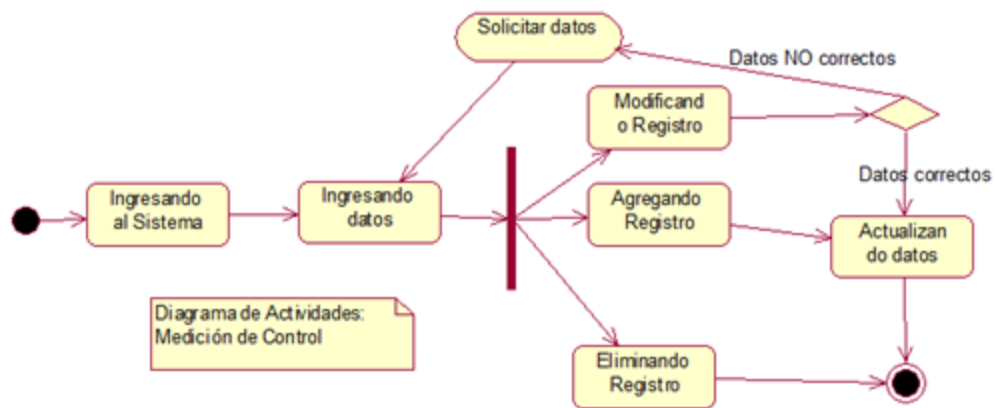 Solicitar datos
Datos NO correctos
Modificand
o Registro
Datos correctos
Ingresando
al Sistema
Ingresando
datos
Agregando
Registro
Actualizan
do datos
Diagrama de Actividades:
Medición de Control
Eliminando
Registro